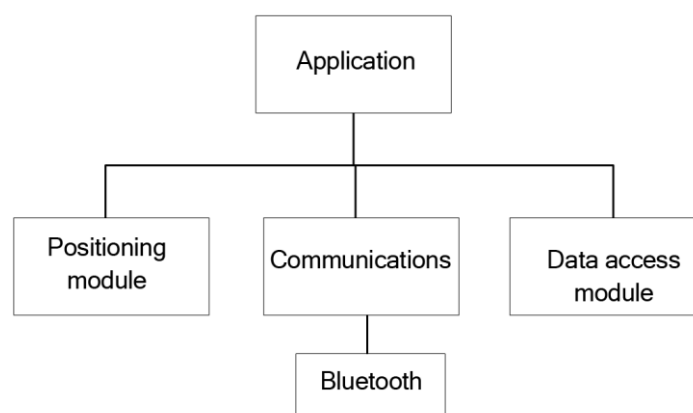 Application
Positioning
module
Communications
Data access
module
Bluetooth